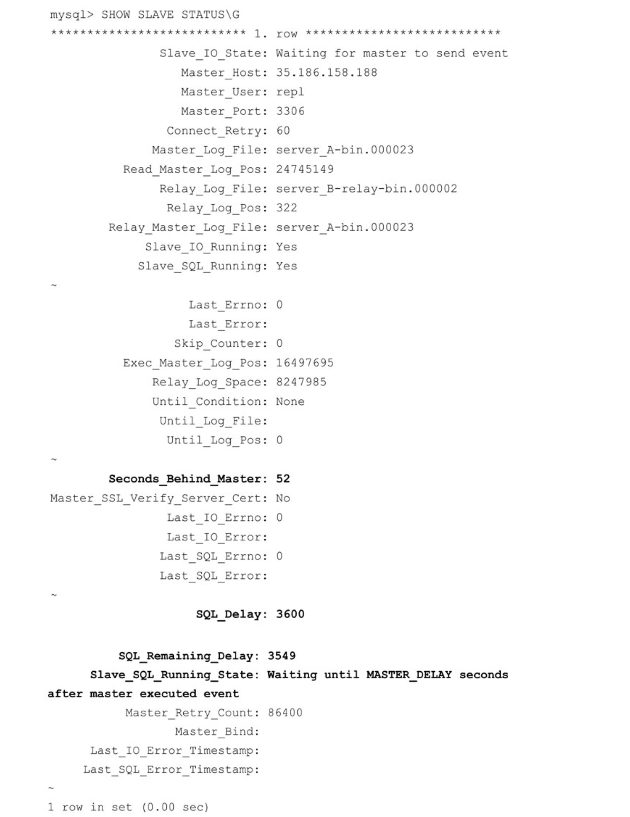 mysql> SHOW SLAVE STATUS\G
*************************** 1. row ***************************
Slave_IO_State: Waiting for master to send event
Master_Host: 35.186.158.188
Master_User: repl
Master_Port: 3306
Connect_Retry: 60
Master_Log_File: server_A-bin.000023
Read_Master_Log_Pos: 24745149
Relay_Log_File: server_B-relay-bin.000002
Relay_Log_Pos: 322
Relay_Master_Log_File: server_A-bin.000023
Slave_IO_Running: Yes
Slave_SQL_Running: Yes
~
Last_Errno: 0
Last_Error:
Skip_Counter: 0
Exec_Master_Log_Pos: 16497695
Relay_Log_Space: 8247985
Until_Condition: None
Until_Log_File:
Until_Log_Pos: 0
~
Seconds_Behind_Master: 52
Master_SSL_Verify_Server_Cert: No
Last_IO_Errno: 0
Last_IO_Error:
Last_SQL_Errno: 0
Last_SQL_Error:
~
SQL_Delay: 3600
SQL_Remaining_Delay: 3549
Slave_SQL_Running_State: Waiting until MASTER_DELAY seconds
after master executed event
Master_Retry_Count: 86400
Master_Bind:
Last_IO_Error_Timestamp:
Last_SQL_Error_Timestamp:
~
1 row in set (0.00 sec)